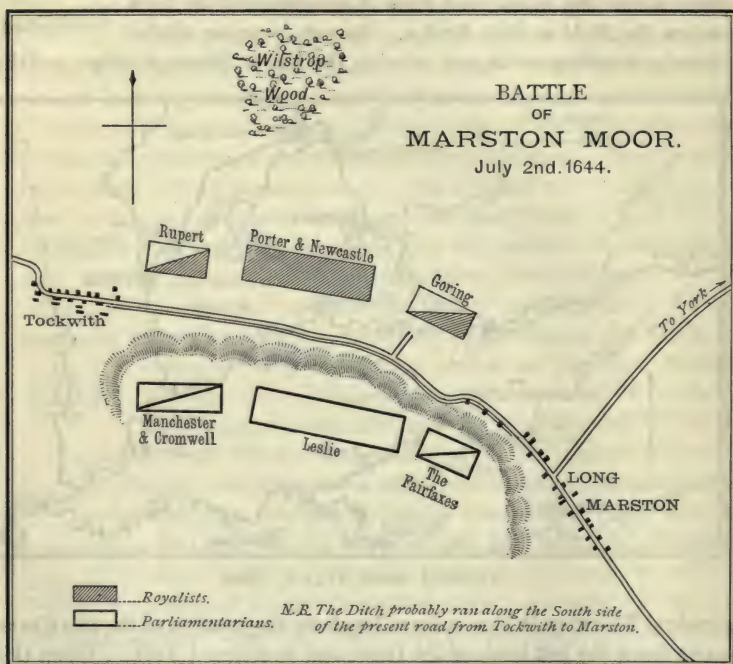 Wilstrop
Wood
BATTLE
OF
MARSTON MOOR.
July 2nd. 1644.
Rupert
Porter & Newcastle
Goring
To York
Tockwith
Manchester
& Cromwell
Leslie
The
Fairfaxes
LONG
MARSTON
Royalists.
Parliamentarians.
N.B. The Ditch probably ran along the South side
of the present road from Tockwith to Marston.